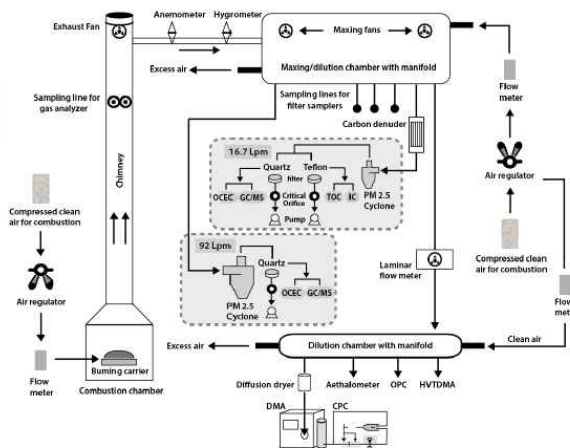 Anemometer
Hygrometer
Exhaust Fan
Maxing fans
Maxing/dilution chamber with manifold
Excess air
Sampling line for
gas analyzer
Sampling lines for
filter samplers
Carbon denuder
Flow
meter
Chimney
16.7 Lpm
Quartz
Teflon
filter
OCEC
GC/MS
Critical
Orifice
TOC
IC
PM 2.5
Cyclone
Pump
Air regulator
Compressed clean
air for combustion
Compressed clean
air for combustion
Air regulator
92 Lpm
Quartz
PM 2.5
Cyclone
OCEC
GC/MS
Laminar
flow meter
Flow
meter
Excess air
Dilution chamber with manifold
Clean air
Burning carrier
Flow
meter
Combustion chamber
Diffusion dryer
Aethalometer
OPC
HVTDMA
DMA
CPC